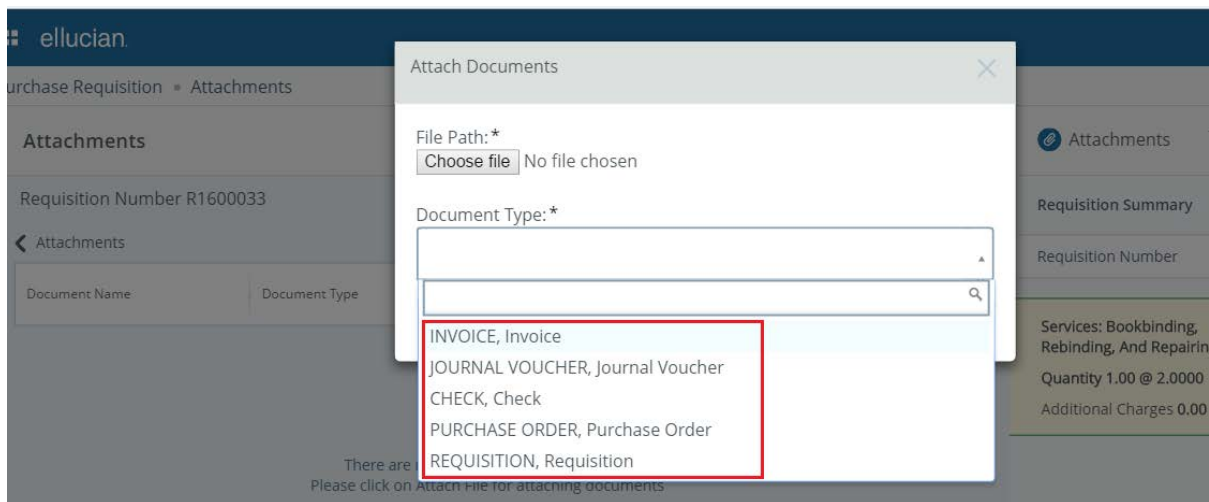 ellucian.
Purchase Requisition • Attachments
Attachments
Requisition Number R1600033
Attachments
Document Name Document Type
There are
Please click on Attach File for attaching documents
Attach Documents
File Path:*
Choose file No file chosen
Document Type:*
INVOICE, Invoice
JOURNAL VOUCHER, Journal Voucher
CHECK, Check
PURCHASE ORDER, Purchase Order
REQUISITION, Requisition
Attachments
Requisition Summary
Requisition Number
Services: Bookbinding,
Rebinding, And Repairin
Quantity 1.00 @ 2.0000
Additional Charges 0.00